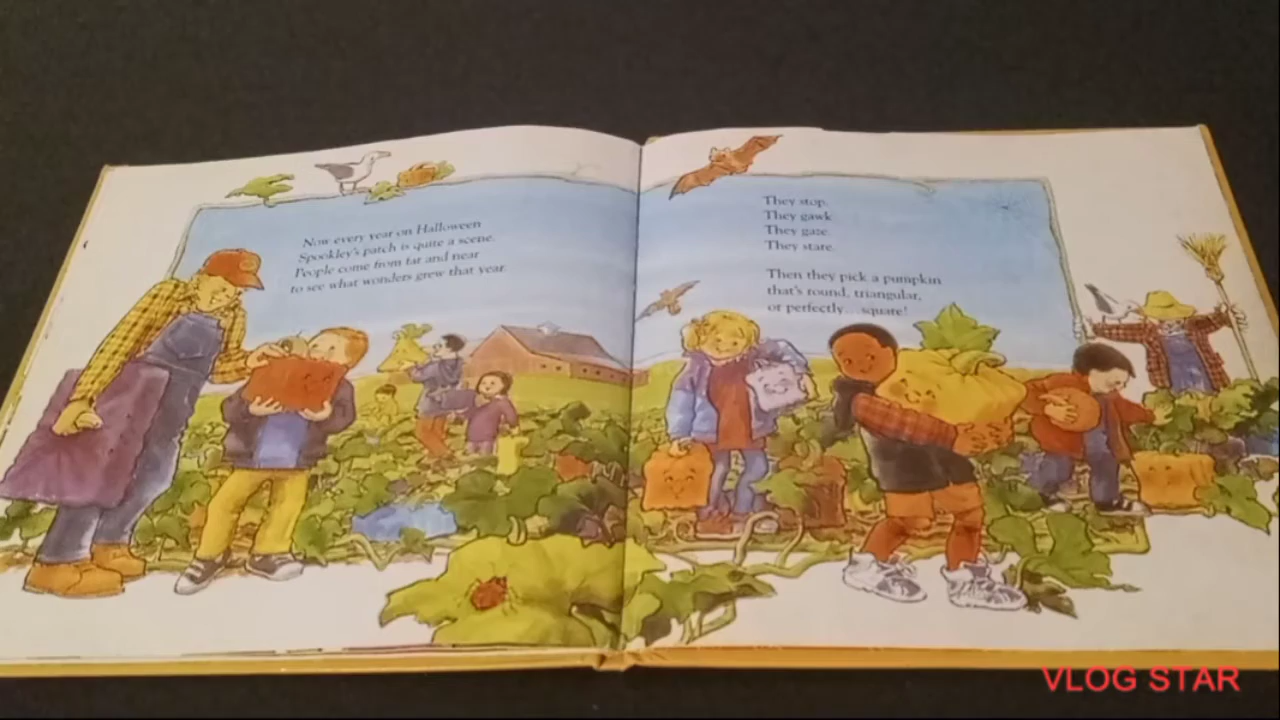 Now every year on Halloween
Spookley's patch is quite a scene.
People come from far and near
to see what wonders grew that year.
They stop.
They gawk.
They gaze.
They stare.
Then they pick a pumpkin
that's round, triangular,
or perfectly...square!
VLOG STAR